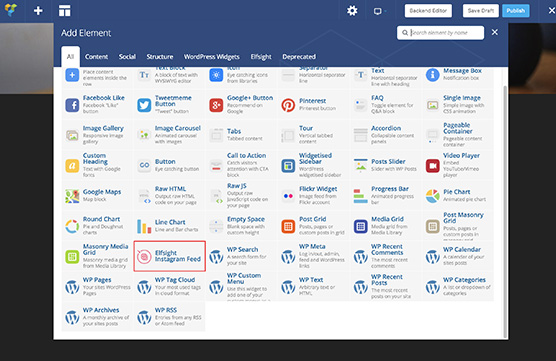 Backend Editor
Save Draft
Publish
Add Element
Search element by name
All
Content
Social
Structure
WordPress Widgets
Elfsight
Deprecated
Place content elements inside the row
Text Block
A block of text with WYSIWYG editor
Icon
Eye catching icons from libraries
Separator
Horizontal separator line
Text
Horizontal separator line with heading
Message Box
Notification box
Facebook Like
Facebook "Like" button
Tweetmeme Button
"Tweet" button
Google+ Button
Recommend on Google
Pinterest
Pinterest button
FAQ
Toggle element for Q&A block
Single Image
Simple image with CSS animation
Image Gallery
Responsive image gallery
Image Carousel
Animated carousel with images
Tabs
Tabbed content
Tour
Vertical tabbed content
Accordion
Collapsible content panels
Pageable Container
Pageable content container
Custom Heading
Text with Google fonts
Button
Eye catching button
Call to Action
Catch visitors attention with CTA block
Widgetised Sidebar
WordPress widgetised sidebar
Posts Slider
Slider with WP Posts
Video Player
Embed YouTube/Vimeo player
Google Maps
Map block
Raw HTML
Output raw HTML code on your page
Raw JS
Output raw JavaScript code on your page
Flickr Widget
Image feed from Flickr account
Progress Bar
Animated progress bar
Pie Chart
Animated pie chart
Round Chart
Pie and Doughnut charts
Line Chart
Line and Bar charts
Empty Space
Blank space with custom height
Post Grid
Posts, pages or custom posts in grid
Media Grid
Media grid from Media Library
Post Masonry Grid
Posts, pages or custom posts in masonry grid
Masonry Media Grid
Masonry media grid from Media Library
Elfsight Instagram Feed
WP Search
A search form for your site
WP Meta
Log in/out, admin, feed and WordPress links
WP Recent Comments
The most recent comments
WP Calendar
A calendar of your sites posts
WP Pages
Your sites WordPress Pages
WP Tag Cloud
Your most used tags in cloud format
WP Custom Menu
Use this widget to add one of your custom
WP Text
Arbitrary text or HTML
WP Recent Posts
The most recent posts on your site
WP Categories
A list or dropdown of categories
WP Archives
A monthly archive of your sites posts
WP RSS
Entries from any RSS or Atom feed